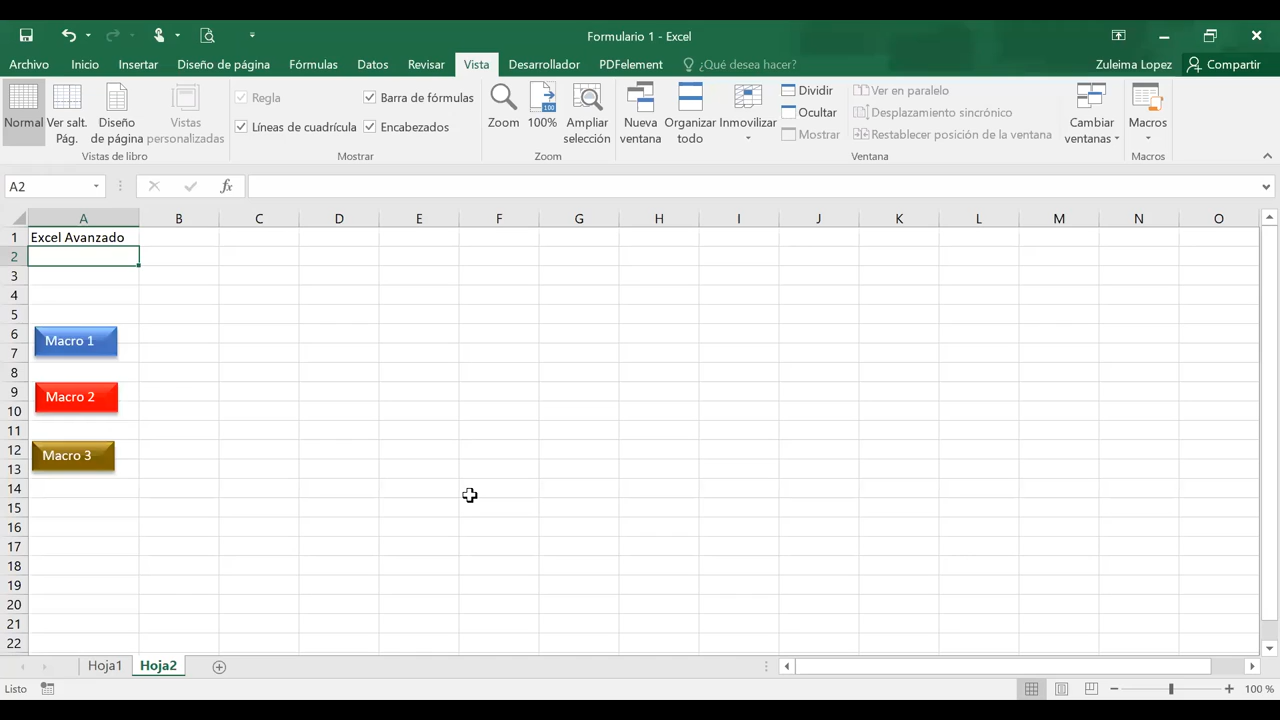 Formulario 1 - Excel
Archivo Inicio Insertar Diseño de página Fórmulas Datos Revisar Vista Desarrollador PDFelement ¿Qué desea hacer? Zuleima Lopez Compartir
Normal Ver salt. Pág. Diseño de página Vistas personalizadas
Vistas de libro
Regla Barra de fórmulas
Líneas de cuadrícula Encabezados
Mostrar
Zoom 100% Ampliar selección
Zoom
Nueva ventana Organizar todo Inmovilizar
Dividir
Ocultar
Mostrar
Ver en paralelo
Desplazamiento sincrónico
Restablecer posición de la ventana
Cambiar ventanas
Ventana
Macros
Macros
A2 fx
A B C D E F G H I J K L M N O
1 Excel Avanzado
2
3
4
5
6
Macro 1
7
8
9
Macro 2
10
11
12
Macro 3
13
14
15
16
17
18
19
20
21
22
Hoja1 Hoja2
Listo 100 %